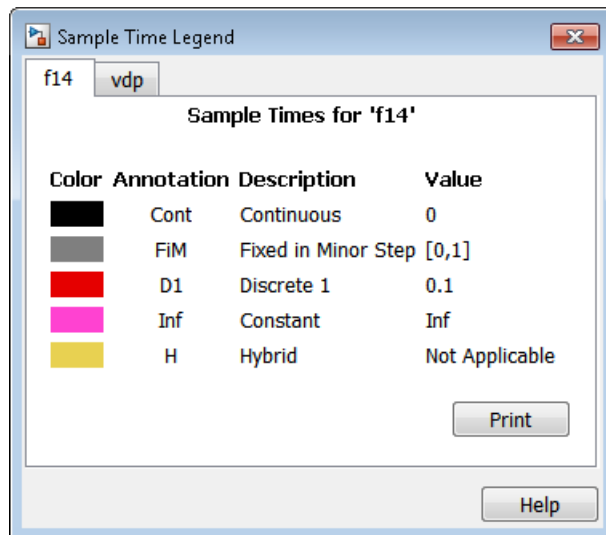 Sample Time Legend
f14 vdp
Sample Times for 'f14'
Color Annotation Description Value
Cont Continuous 0
FiM Fixed in Minor Step [0,1]
D1 Discrete 1 0.1
Inf Constant Inf
H Hybrid Not Applicable
Print
Help